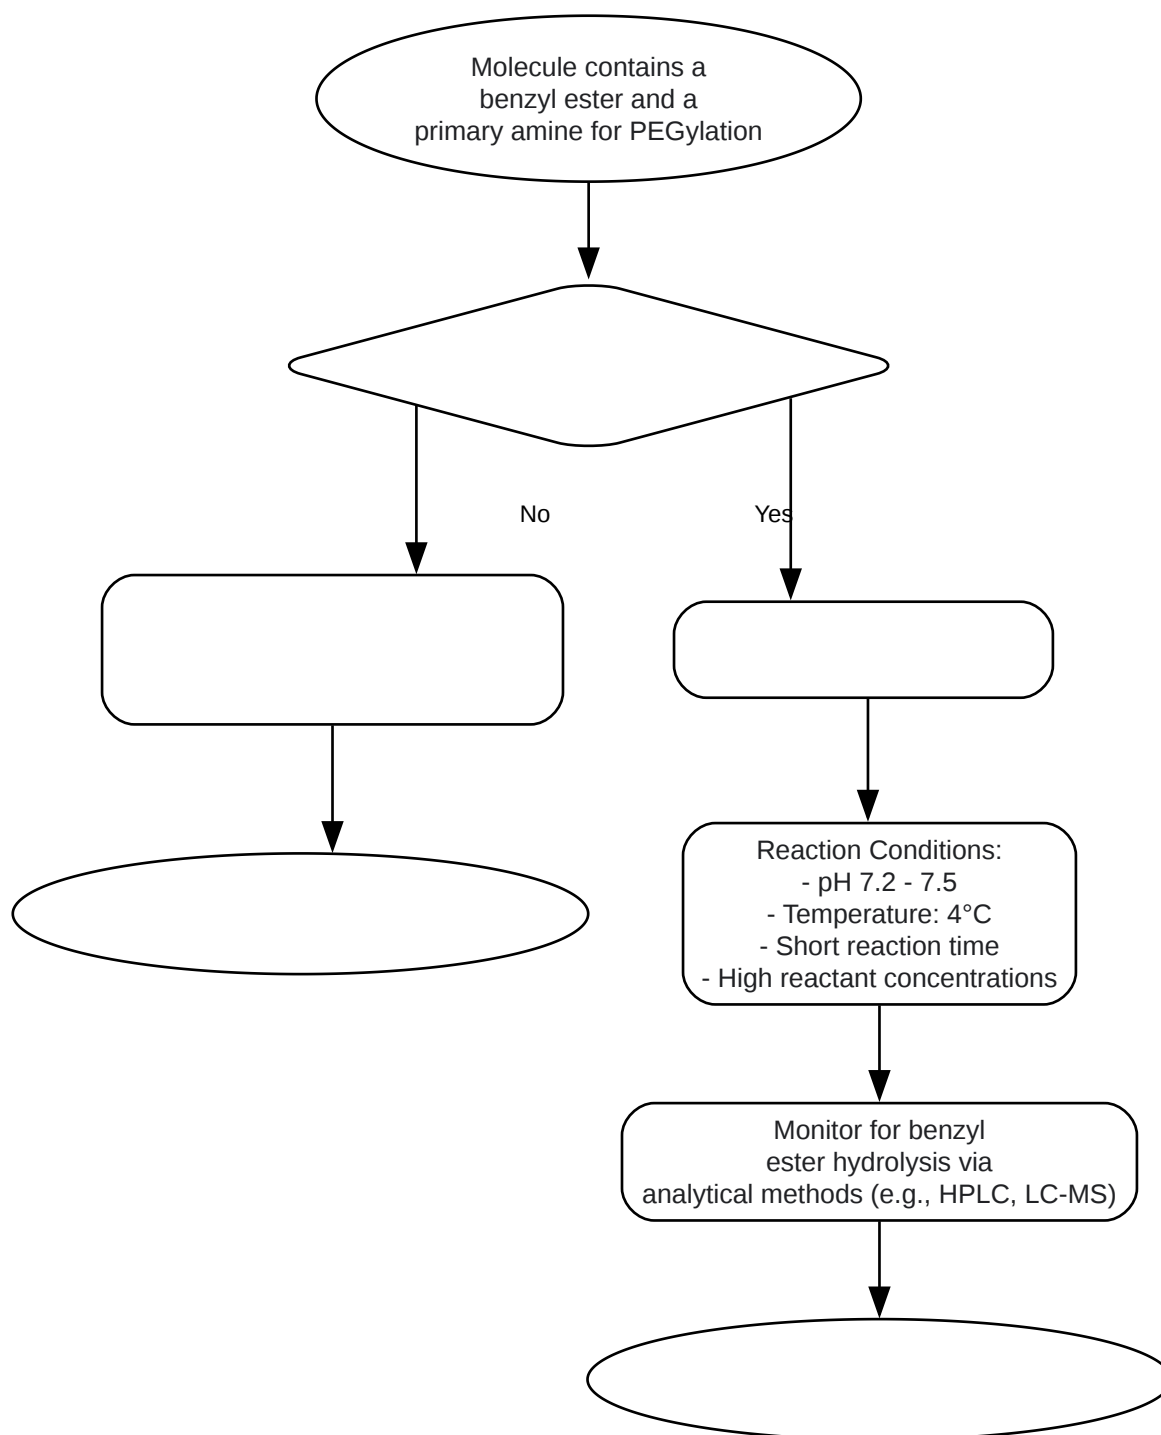 Molecule contains a
benzyl ester and a
primary amine for PEGylation
No
Yes
Reaction Conditions:
- pH 7.2 - 7.5
- Temperature: 4°C
- Short reaction time
- High reactant concentrations
Monitor for benzyl
ester hydrolysis via
analytical methods (e.g., HPLC, LC-MS)